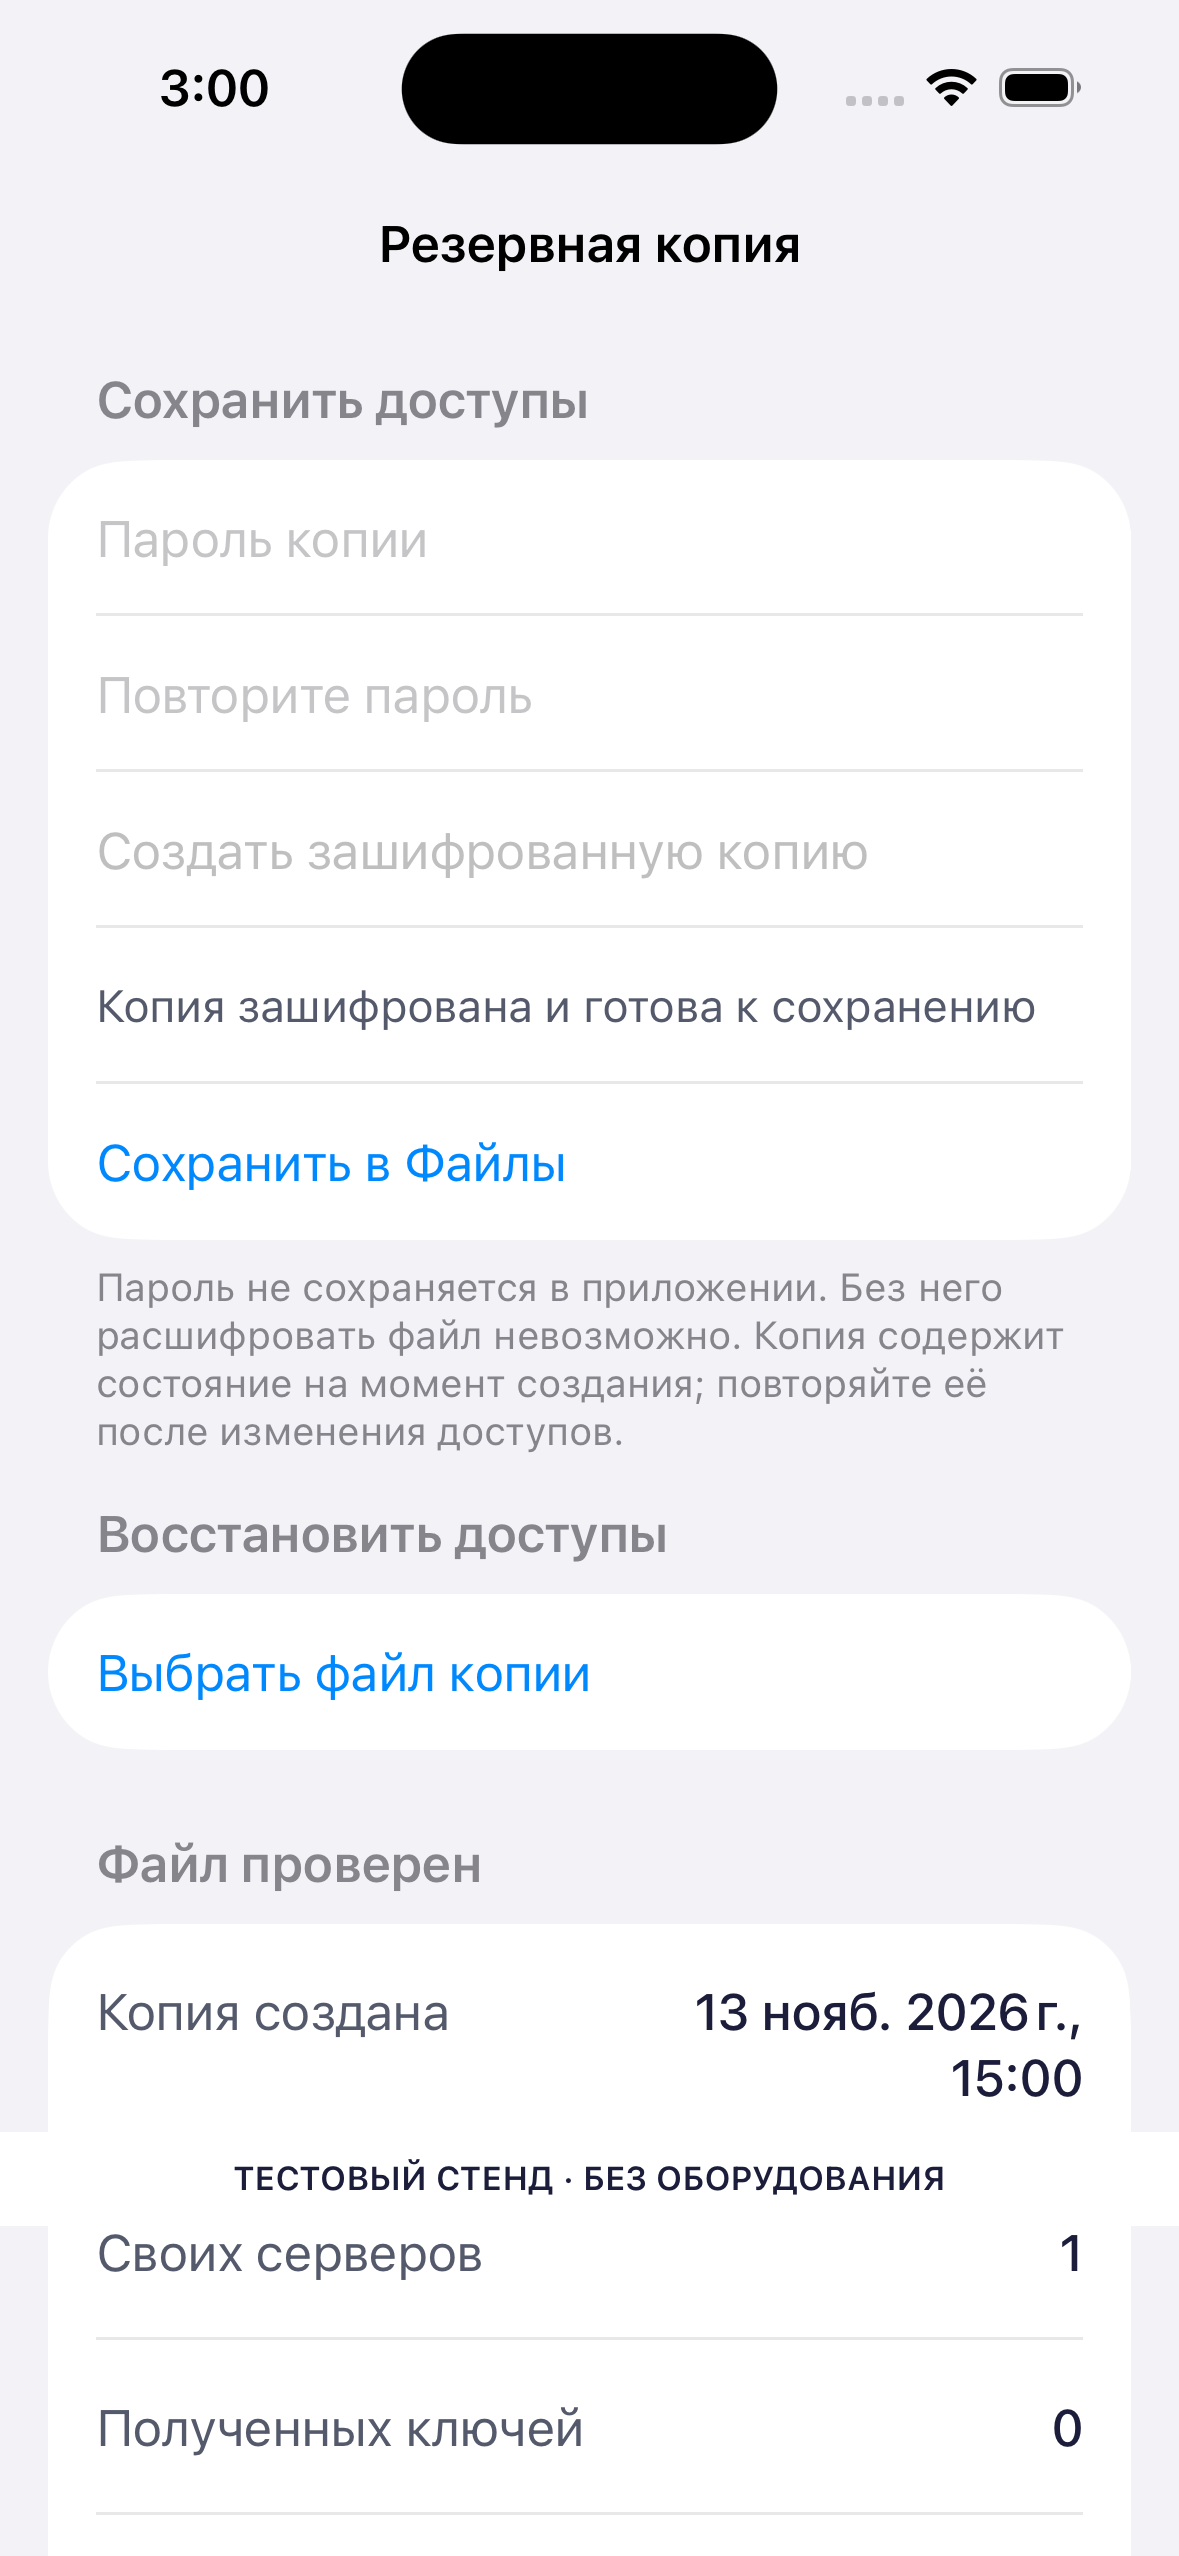 3:00
Резервная копия
Сохранить доступы
Пароль копии
Повторите пароль
Создать зашифрованную копию
Копия зашифрована и готова к сохранению
Сохранить в Файлы
Пароль не сохраняется в приложении. Без него
расшифровать файл невозможно. Копия содержит
состояние на момент создания; повторяйте её
после изменения доступов.
Восстановить доступы
Выбрать файл копии
Файл проверен
Копия создана 13 нояб. 2026 г.,
15:00
ТЕСТОВЫЙ СТЕНД · БЕЗ ОБОРУДОВАНИЯ
Своих серверов 1
Полученных ключей 0